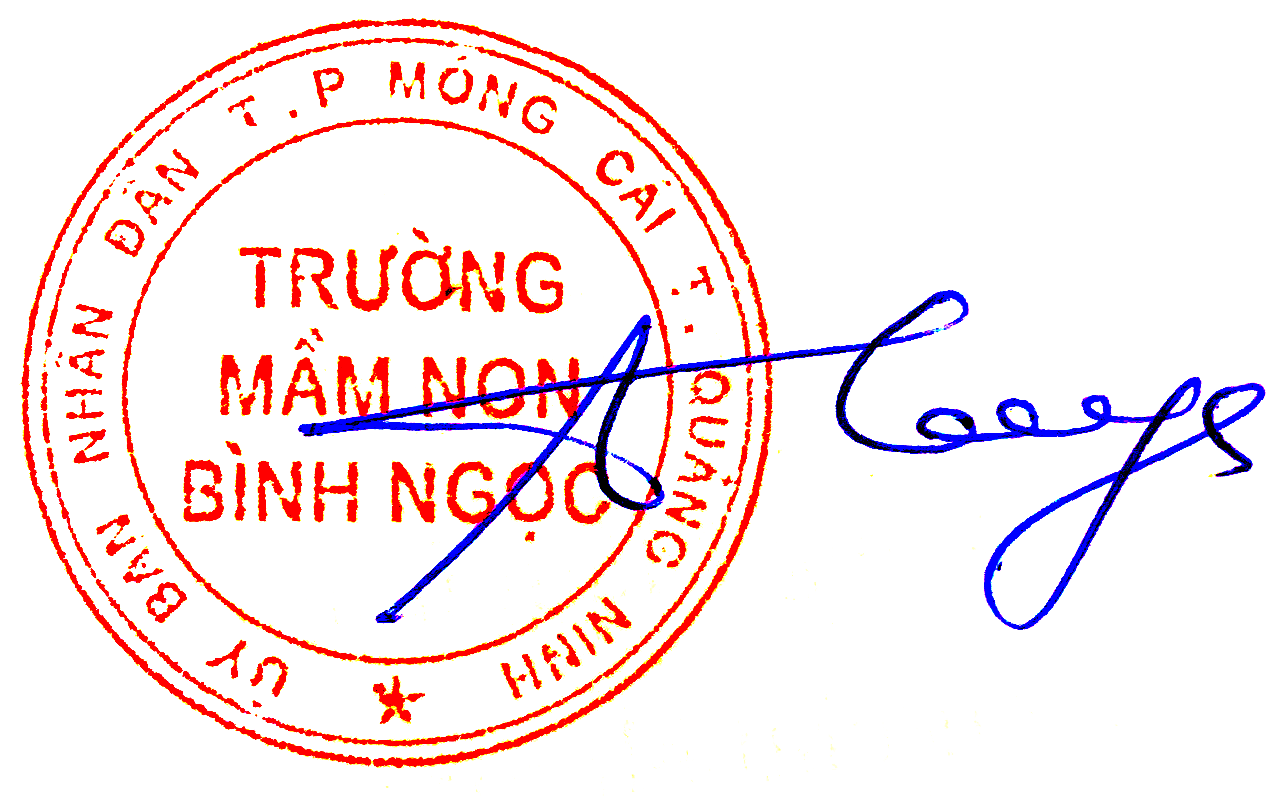 ỦY BAN NHÂN DÂN T.P MÓNG CÁI T. QUẢNG NINH
TRƯỜNG
MẦM NON
BÌNH NGỌC